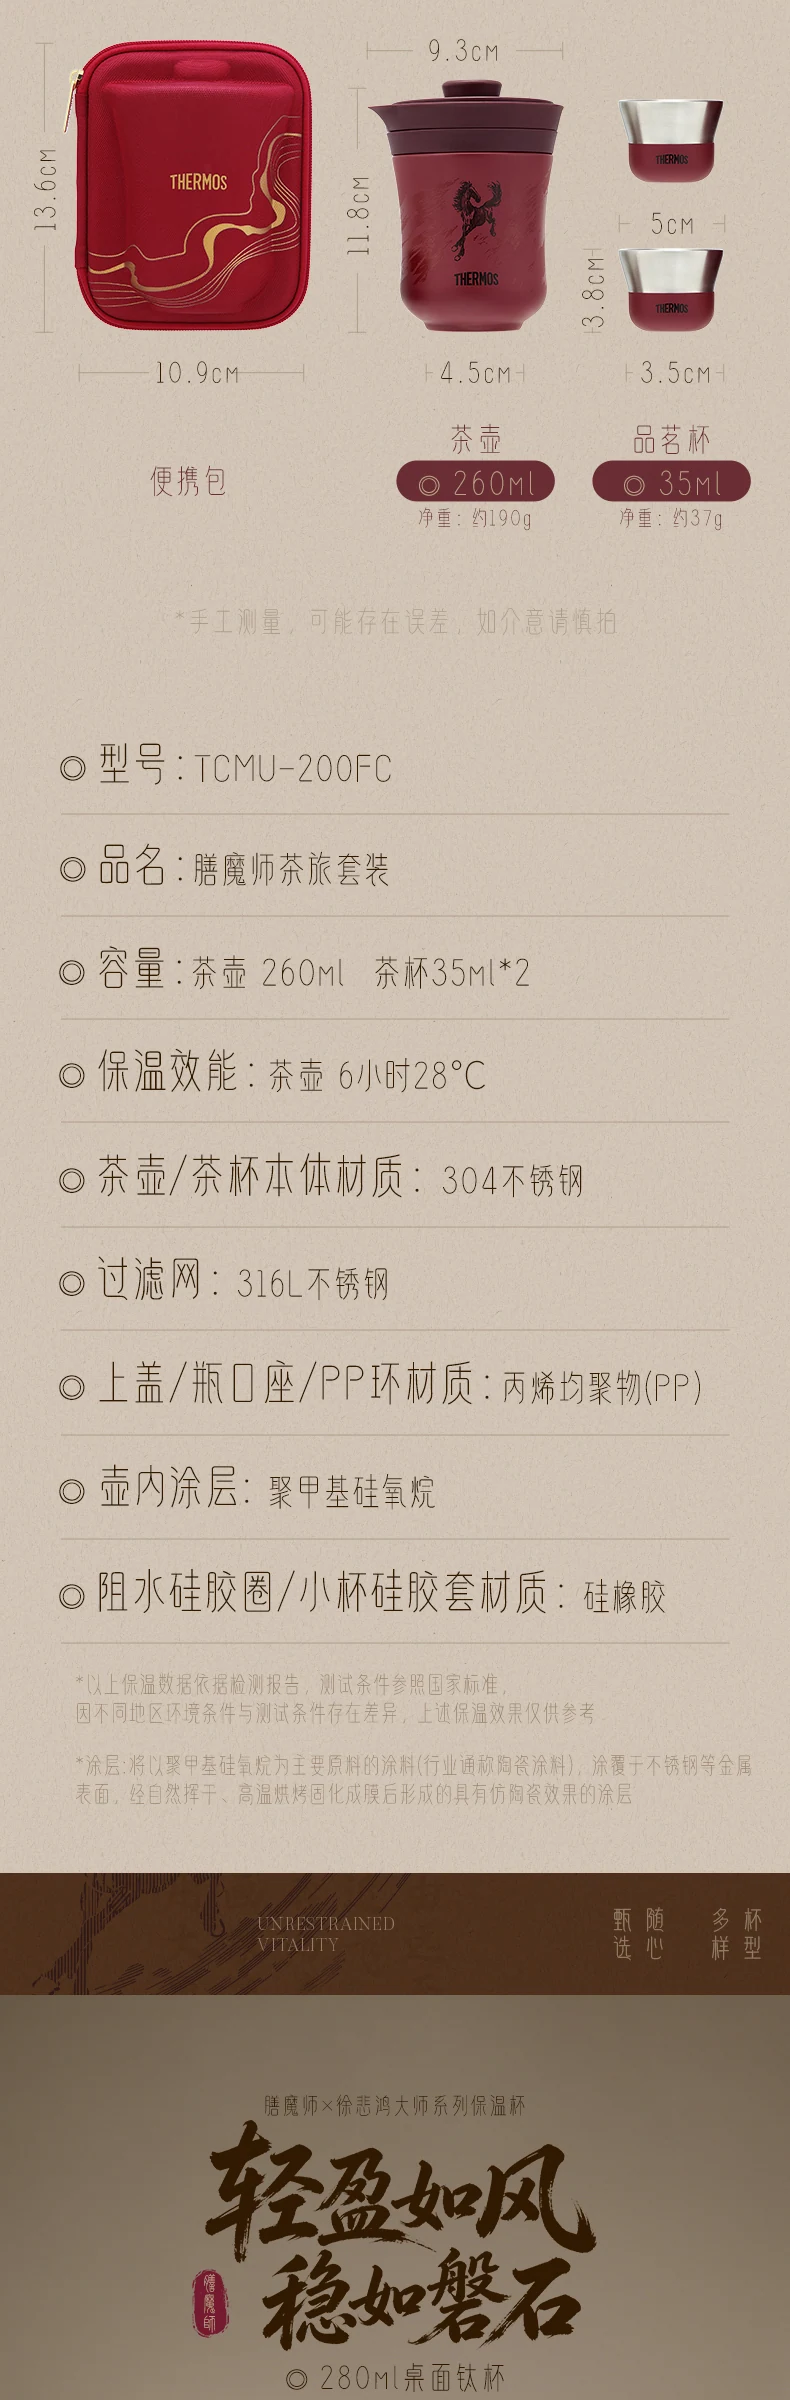 9.3CM
13.6CM
THERMOS
11.8CM
THERMOS
THERMOS
5CM
3.8CM
THERMOS
10.9CM
4.5CM
3.5CM
便携包
茶壶
260ml
净重：约190g
品茗杯
35ml
净重：约37g
*手工测量，可能存在误差，如介意请慎拍
型号：TCMU-200FC
品名：膳魔师茶旅套装
容量：茶壶 260ml 茶杯35ml*2
保温效能：茶壶 6小时28℃
茶壶/茶杯本体材质：304不锈钢
过滤网：316L不锈钢
上盖/瓶口座/PP环材质：丙烯均聚物(PP)
壶内涂层：聚甲基硅氧烷
阻水硅胶圈/小杯硅胶套材质：硅橡胶
*以上保温数据依据检测报告，测试条件参照国家标准，
因不同地区环境条件与测试条件存在差异，上述保温效果仅供参考.
*涂层:将以聚甲基硅氧烷为主要原料的涂料(行业通称陶瓷涂料)，涂覆于不锈钢等金属
表面，经自然挥干、高温烘烤固化成膜后形成的具有仿陶瓷效果的涂层
UNRESTRAINED
VITALITY
多样杯型
甄选随心
膳魔师×徐悲鸿大师系列保温杯
轻盈如风
稳如磐石
膳魔師
280ml桌面钛杯